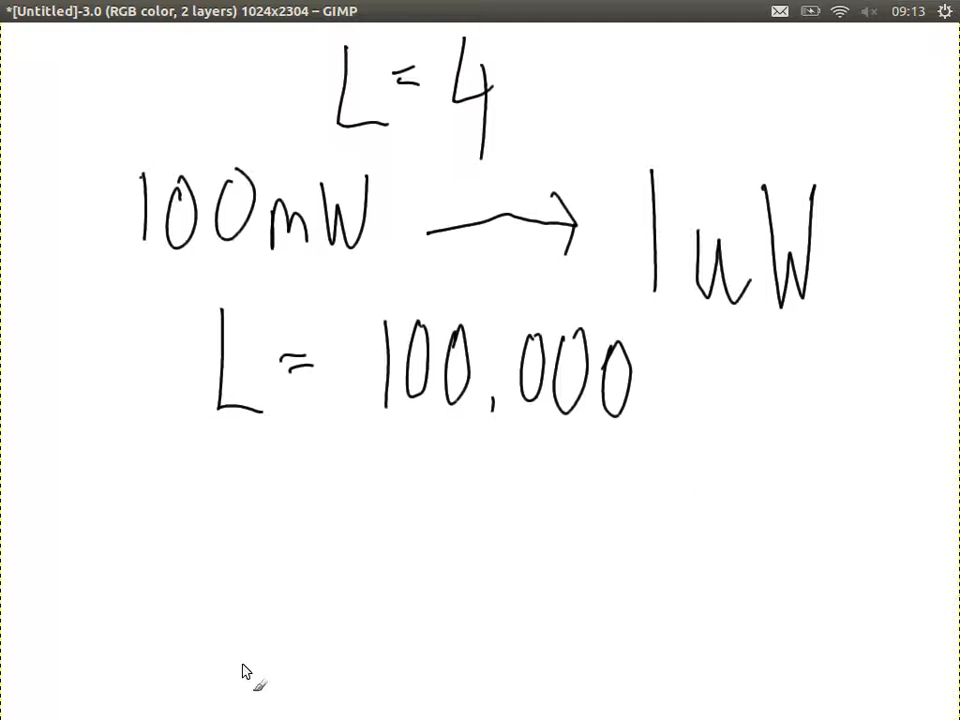 *[Untitled]-3.0 (RGB color, 2 layers) 1024x2304 – GIMP 09:13
L = 4
100mW → 1uW
L = 100,000